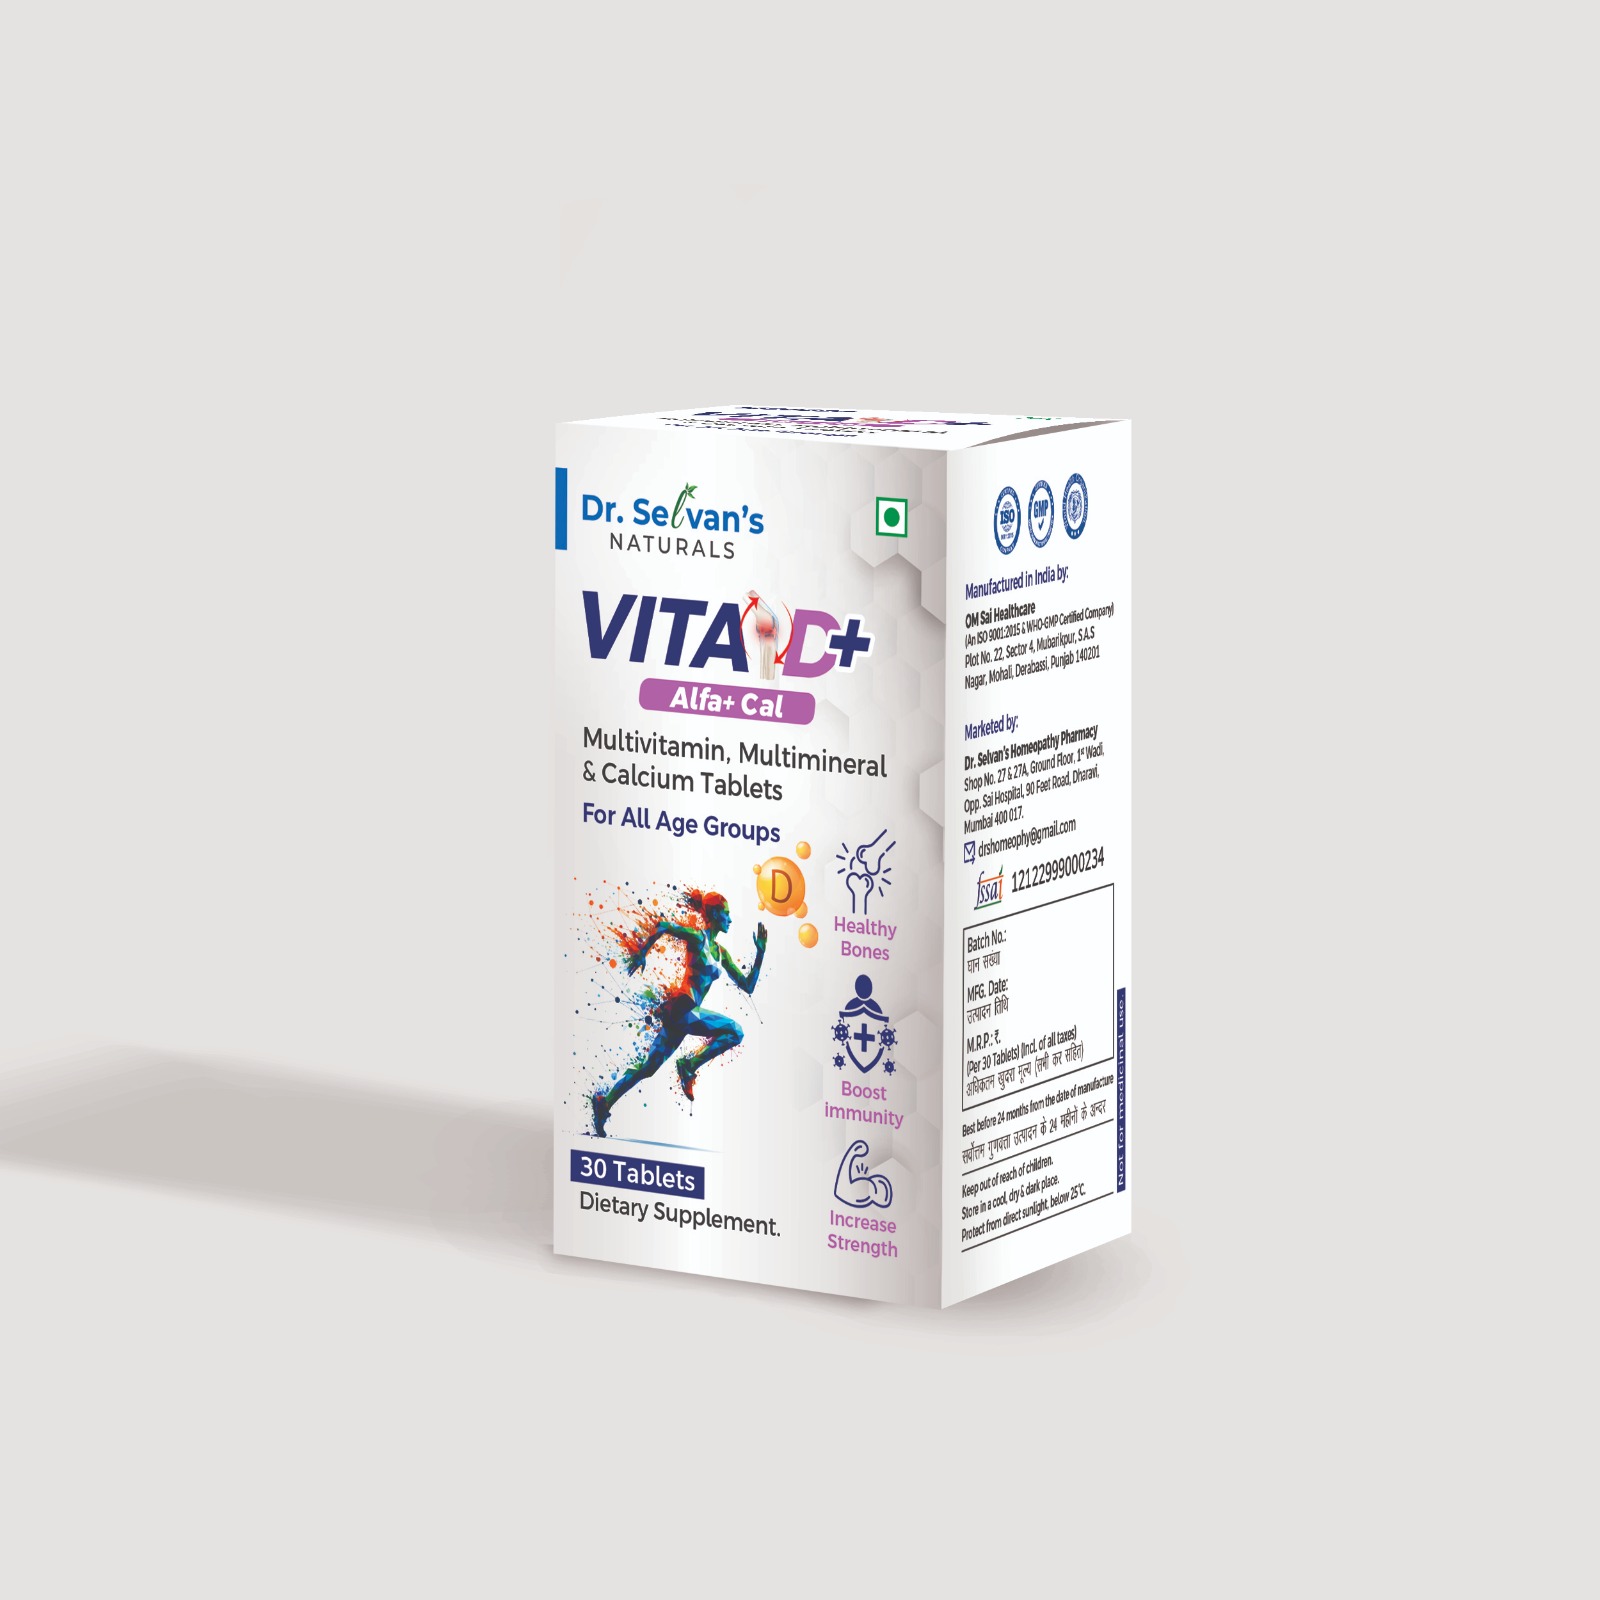 Dr. Selvan's
NATURALS
VITA D+
Alfa+ Cal
Multivitamin, Multimineral
& Calcium Tablets
For All Age Groups
D
Healthy
Bones
Boost
immunity
Increase
Strength
30 Tablets
Dietary Supplement.
ISO
GMP
Manufactured in India by:
OM Sai Healthcare
(An ISO 9001:2015 & WHO-GMP Certified Company)
Plot No. 22, Sector 4, Mubarikpur, S.A.S
Nagar, Mohali, Derabassi, Punjab 140201
Marketed by:
Dr. Selvan's Homeopathy Pharmacy
Shop No. 27 & 27A, Ground Floor, 1st Wadi,
Opp. Sai Hospital, 90 Feet Road, Dharavi,
Mumbai 400 017.
drshomeophy@gmail.com
fssai 12122999000234
Batch No.:
घान संख्या
MFG. Date:
उत्पादन तिथि
M.R.P.: ₹.
(Per 30 Tablets) (Incl. of all taxes)
अधिकतम खुदरा मूल्य (सभी कर सहित)
Best before 24 months from the date of manufacture
सर्वोत्तम गुणवत्ता उत्पादन के 24 महीनों के अन्दर
Keep out of reach of children.
Store in a cool, dry & dark place.
Protect from direct sunlight, below 25°C.
Not for medicinal use.